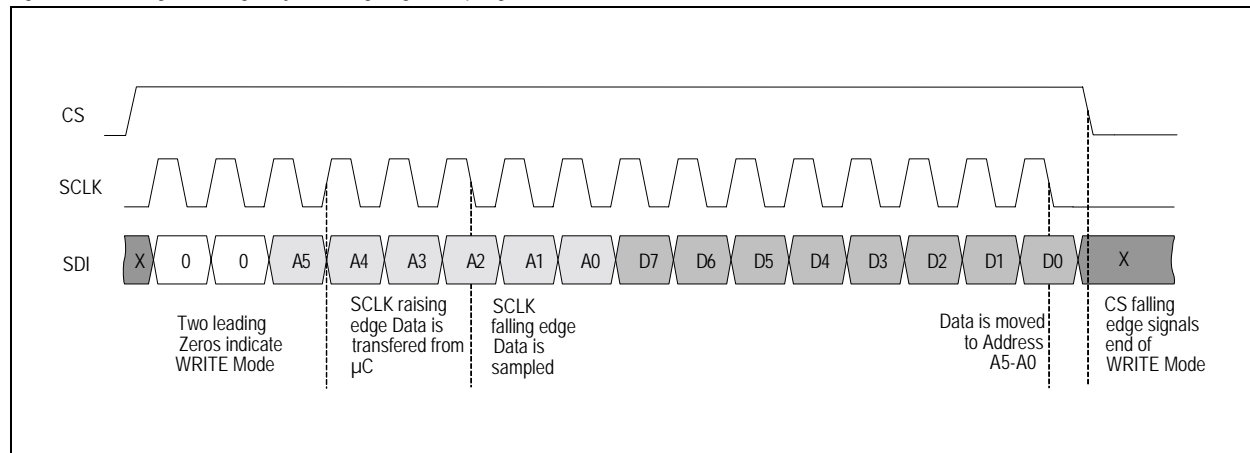 CS
SCLK
SDI
X 0 0 A5 A4 A3 A2 A1 A0 D7 D6 D5 D4 D3 D2 D1 D0 X
Two leading
Zeros indicate
WRITE Mode
SCLK raising
edge Data is
transfered from
µC
SCLK
falling edge
Data is
sampled
Data is moved
to Address
A5-A0
CS falling
edge signals
end of
WRITE Mode